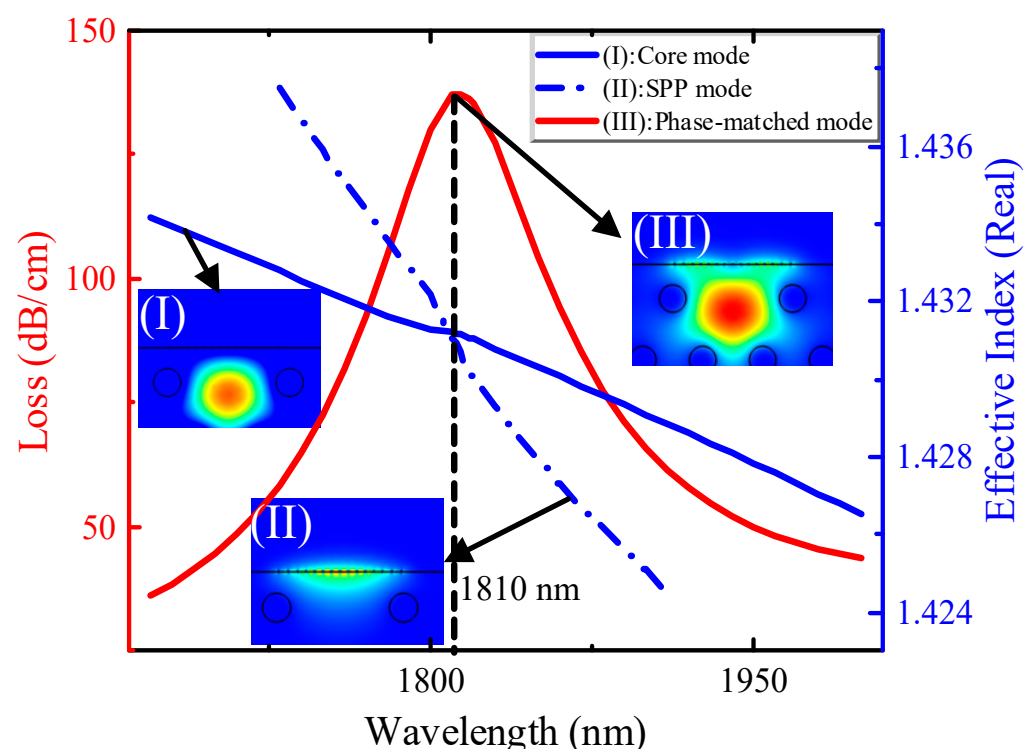 150
100
50
Loss (dB/cm)
(I):Core mode
(II):SPP mode
(III):Phase-matched mode
(I)
(II)
(III)
1810 nm
1.436
1.432
1.428
1.424
Effective Index (Real)
1800
1950
Wavelength (nm)